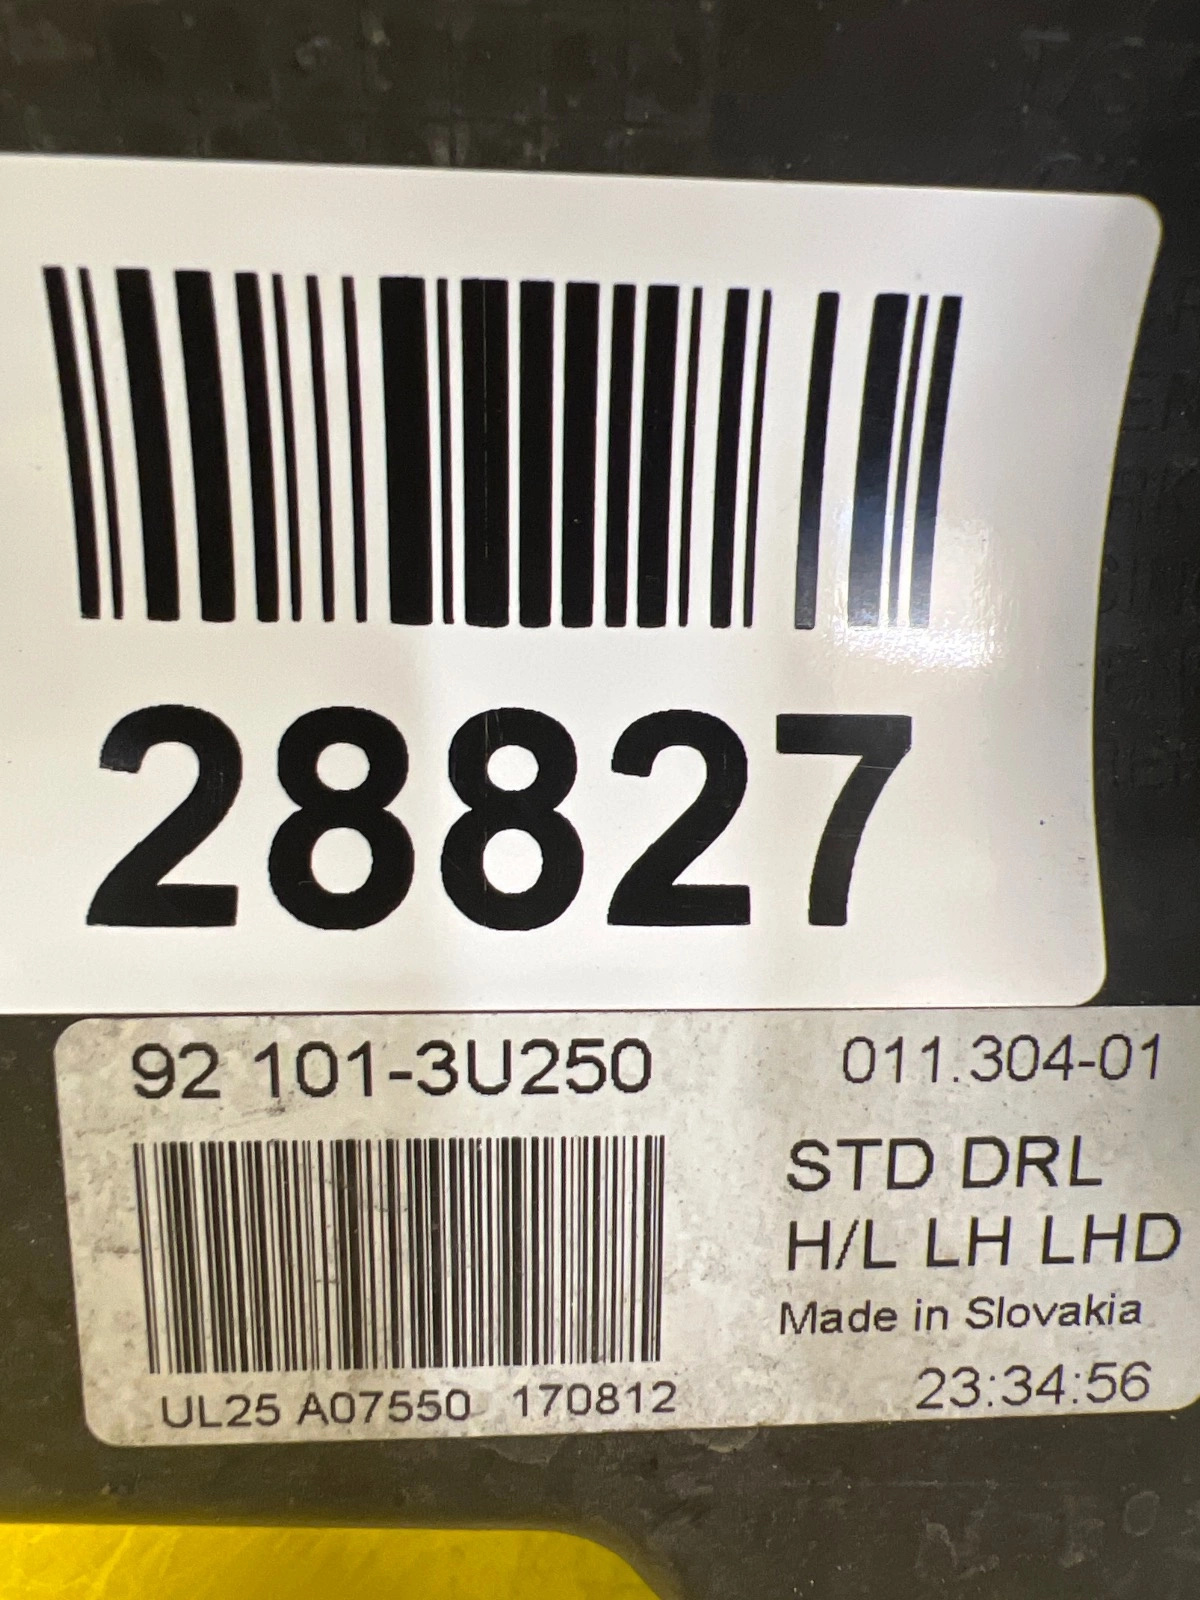 28827
92 101-3U250
011.304-01
STD DRL
H/L LH LHD
Made in Slovakia
UL25 A07550 170812
23:34:56